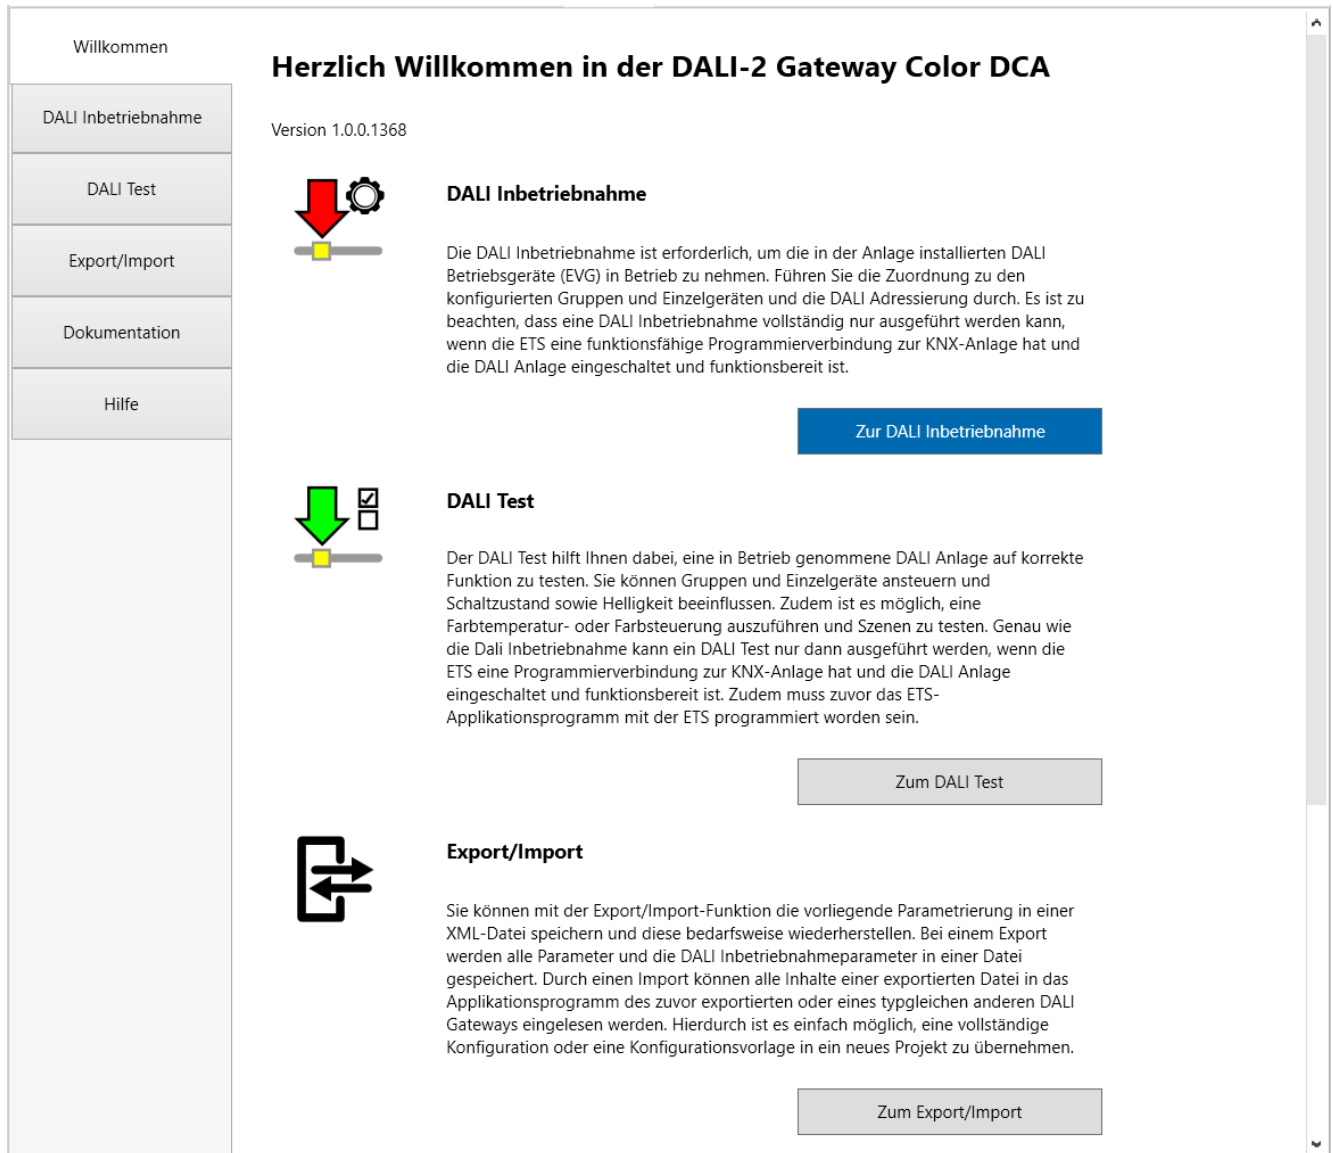 Willkommen
DALI Inbetriebnahme
DALI Test
Export/Import
Dokumentation
Hilfe
Herzlich Willkommen in der DALI-2 Gateway Color DCA
Version 1.0.0.1368
DALI Inbetriebnahme
Die DALI Inbetriebnahme ist erforderlich, um die in der Anlage installierten DALI
Betriebsgeräte (EVG) in Betrieb zu nehmen. Führen Sie die Zuordnung zu den
konfigurierten Gruppen und Einzelgeräten und die DALI Adressierung durch. Es ist zu
beachten, dass eine DALI Inbetriebnahme vollständig nur ausgeführt werden kann,
wenn die ETS eine funktionsfähige Programmierverbindung zur KNX-Anlage hat und
die DALI Anlage eingeschaltet und funktionsbereit ist.
Zur DALI Inbetriebnahme
DALI Test
Der DALI Test hilft Ihnen dabei, eine in Betrieb genommene DALI Anlage auf korrekte
Funktion zu testen. Sie können Gruppen und Einzelgeräte ansteuern und
Schaltzustand sowie Helligkeit beeinflussen. Zudem ist es möglich, eine
Farbtemperatur- oder Farbsteuerung auszuführen und Szenen zu testen. Genau wie
die Dali Inbetriebnahme kann ein DALI Test nur dann ausgeführt werden, wenn die
ETS eine Programmierverbindung zur KNX-Anlage hat und die DALI Anlage
eingeschaltet und funktionsbereit ist. Zudem muss zuvor das ETS-
Applikationsprogramm mit der ETS programmiert worden sein.
Zum DALI Test
Export/Import
Sie können mit der Export/Import-Funktion die vorliegende Parametrierung in einer
XML-Datei speichern und diese bedarfsweise wiederherstellen. Bei einem Export
werden alle Parameter und die DALI Inbetriebnahmeparameter in einer Datei
gespeichert. Durch einen Import können alle Inhalte einer exportierten Datei in das
Applikationsprogramm des zuvor exportierten oder eines typgleichen anderen DALI
Gateways eingelesen werden. Hierdurch ist es einfach möglich, eine vollständige
Konfiguration oder eine Konfigurationsvorlage in ein neues Projekt zu übernehmen.
Zum Export/Import